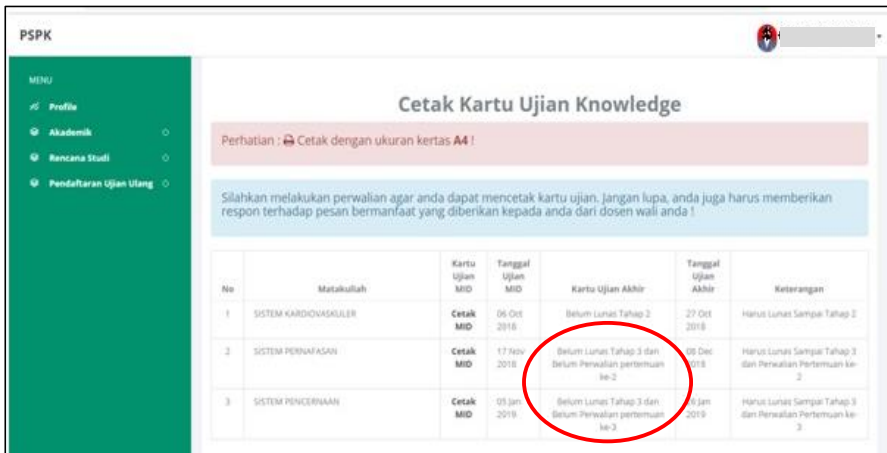 PSPK
MENU
Profile
Akademik
Rencana Studi
Pendaftaran Ujian Ulang
Cetak Kartu Ujian Knowledge
Perhatian : Cetak dengan ukuran kertas A4 !
Silahkan melakukan perwalian agar anda dapat mencetak kartu ujian. Jangan lupa, anda juga harus memberikan
respon terhadap pesan bermanfaat yang diberikan kepada anda dari dosen wali anda !
No Matakuliah Kartu Ujian MID Tanggal Ujian MID Kartu Ujian Akhir Tanggal Ujian Akhir Keterangan
1 SISTEM KARDIOVASKULER Cetak MID 06 Oct 2018 Belum Lunas Tahap 2 27 Oct 2018 Harus Lunas Sampai Tahap 2
2 SISTEM PERNAFASAN Cetak MID 17 Nov 2018 Belum Lunas Tahap 3 dan Belum Perwalian pertemuan ke-2 08 Dec 2018 Harus Lunas Sampai Tahap 3 dan Perwalian Pertemuan ke-2
3 SISTEM PENCERNAAN Cetak MID 05 Jan 2019 Belum Lunas Tahap 3 dan Belum Perwalian pertemuan ke-3 Jan 2019 Harus Lunas Sampai Tahap 3 dan Perwalian Pertemuan ke-3